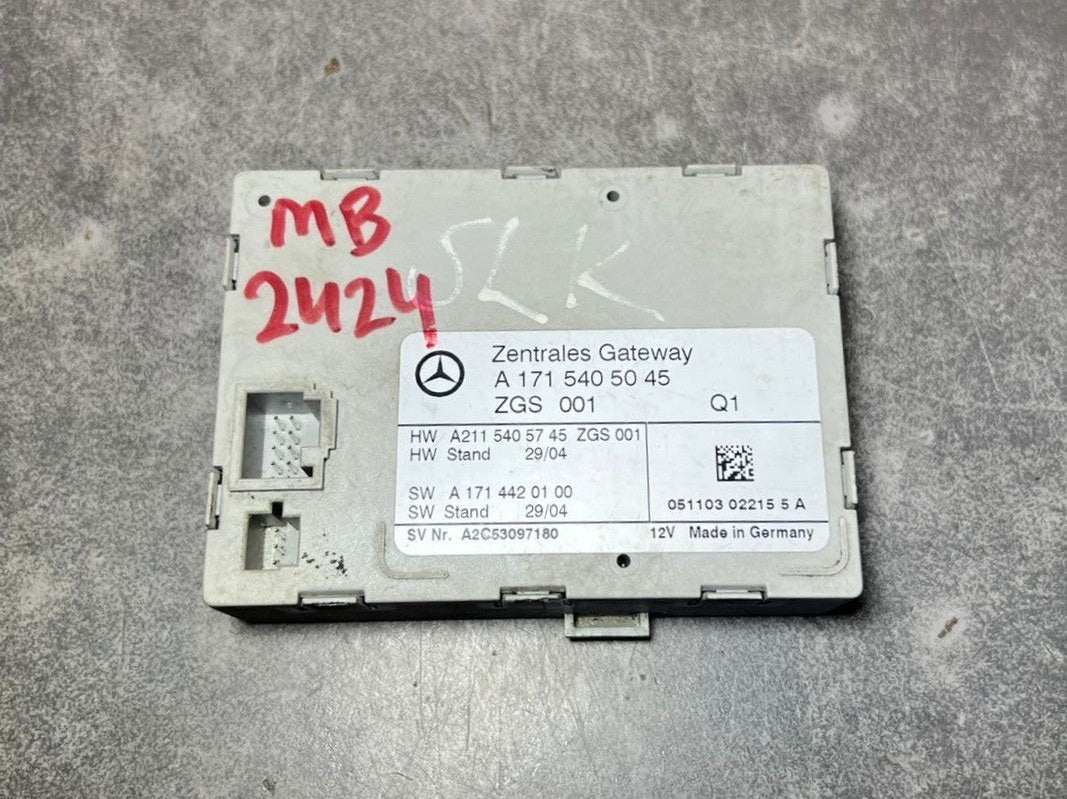 MB
2424
SLK
Zentrales Gateway
A 171 540 50 45
ZGS 001 Q1
HW A211 540 57 45 ZGS 001
HW Stand 29/04
SW A 171 442 01 00
SW Stand 29/04
051103 02215 5 A
SV Nr. A2C53097180 12V Made in Germany